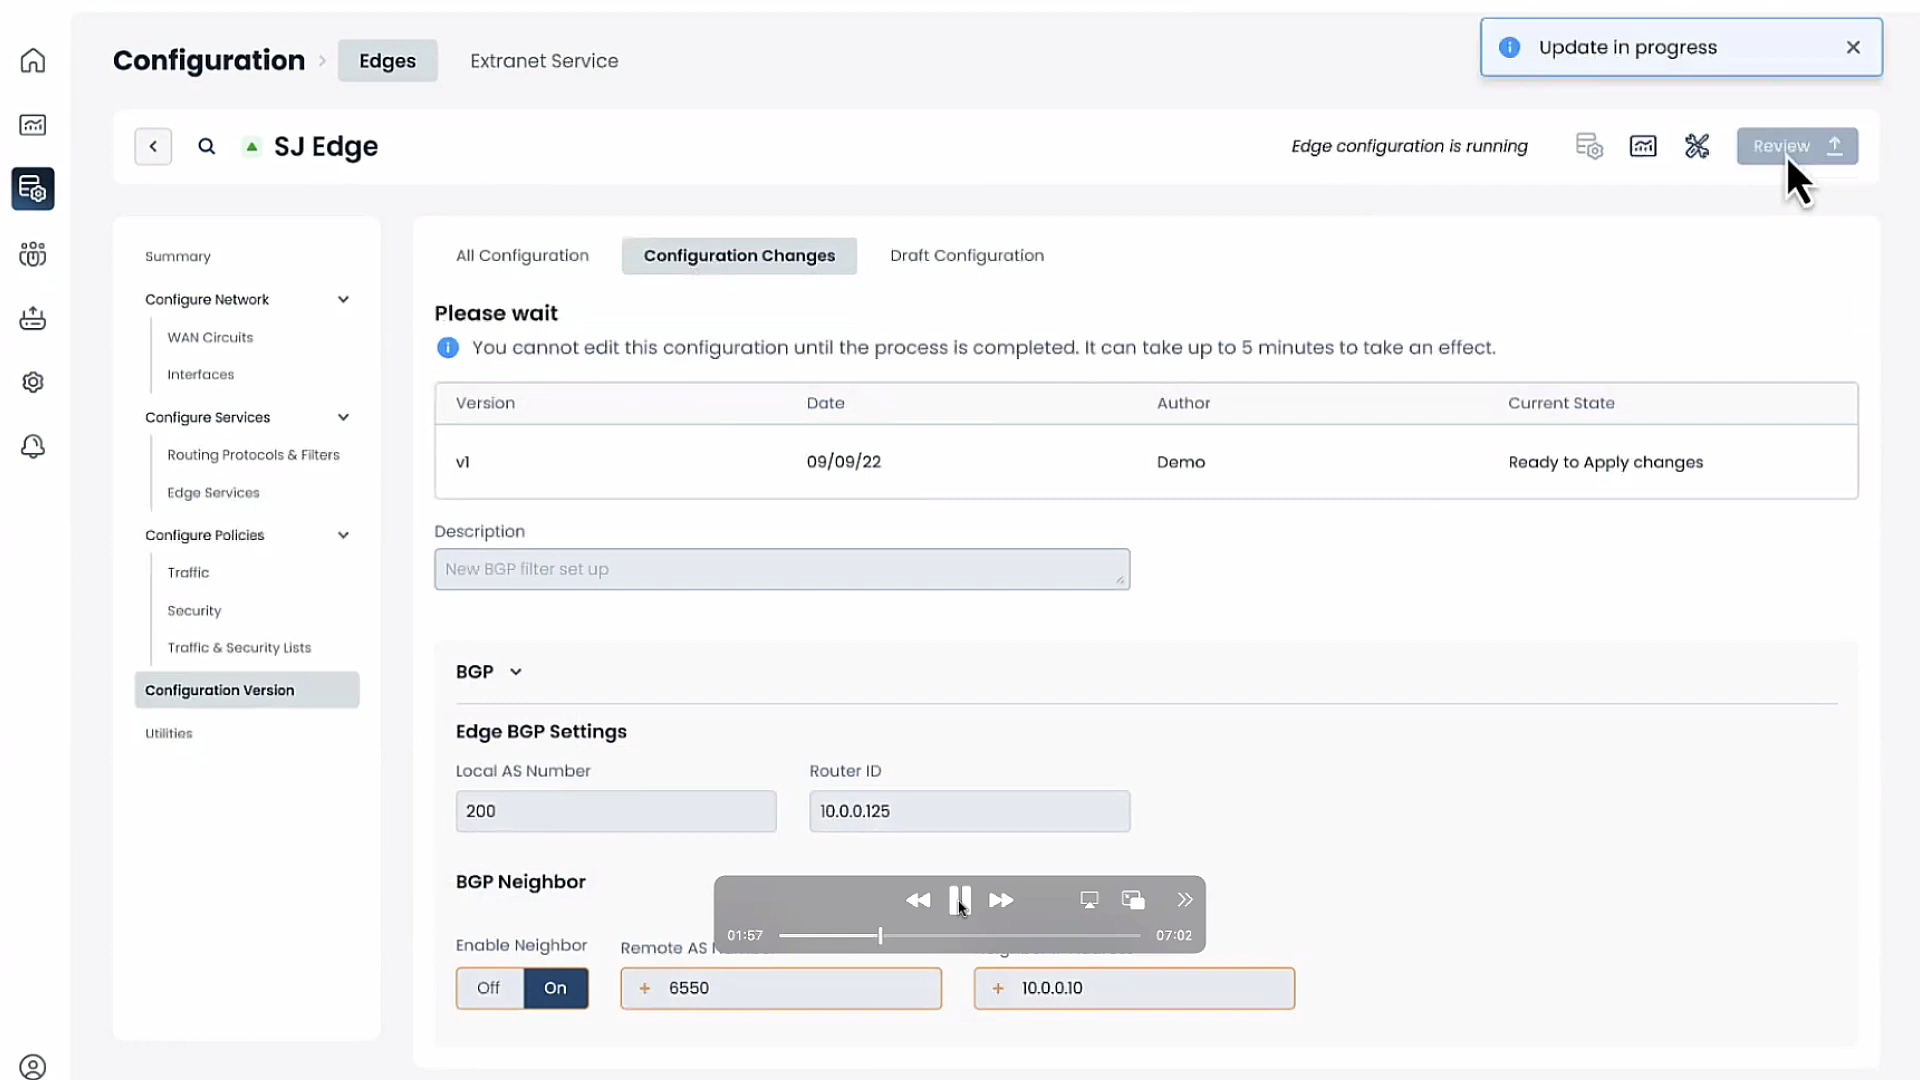 Configuration
Edges
Extranet Service
Update in progress
SJ Edge
Edge configuration is running
Review
Summary
Configure Network
WAN Circuits
Interfaces
Configure Services
Routing Protocols & Filters
Edge Services
Configure Policies
Traffic
Security
Traffic & Security Lists
Configuration Version
Utilities
All Configuration
Configuration Changes
Draft Configuration
Please wait
You cannot edit this configuration until the process is completed. It can take up to 5 minutes to take an effect.
Version Date Author Current State
v1 09/09/22 Demo Ready to Apply changes
Description
New BGP filter set up
BGP
Edge BGP Settings
Local AS Number Router ID
200 10.0.0.125
BGP Neighbor
01:57 07:02
Enable Neighbor Remote AS
Off On + 6550 + 10.0.0.10